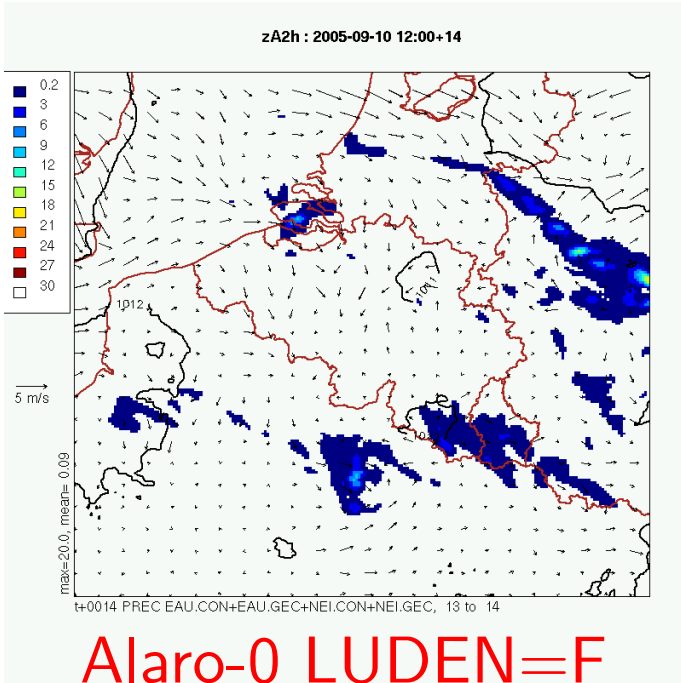 zA2h : 2005-09-10 12:00+14
0.2
3
6
9
12
15
18
21
24
27
30
1012
5 m/s
max=20.0, mean= 0.09
t+0014 PREC EAU.CON+EAU.GEC+NEI.CON+NEI.GEC, 13 to 14
Alaro-0 LUDEN=F